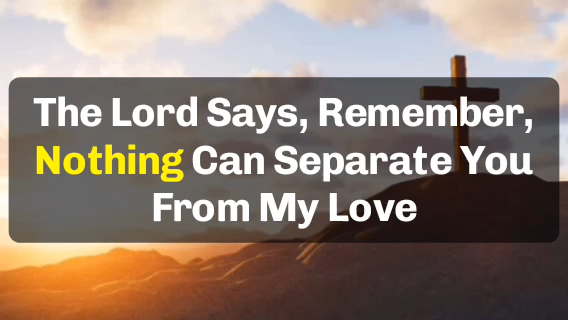 The Lord Says, Remember,
Nothing Can Separate You
From My Love